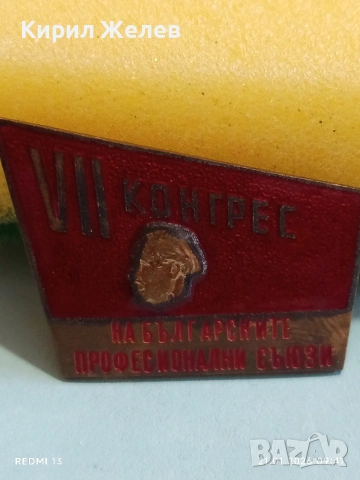 Кирил Желев
VII КОНГРЕС
НА БЪЛГАРСКИТЕ
ПРОФЕСИОНАЛНИ СЪЮЗИ
REDMI 13
BAZAR